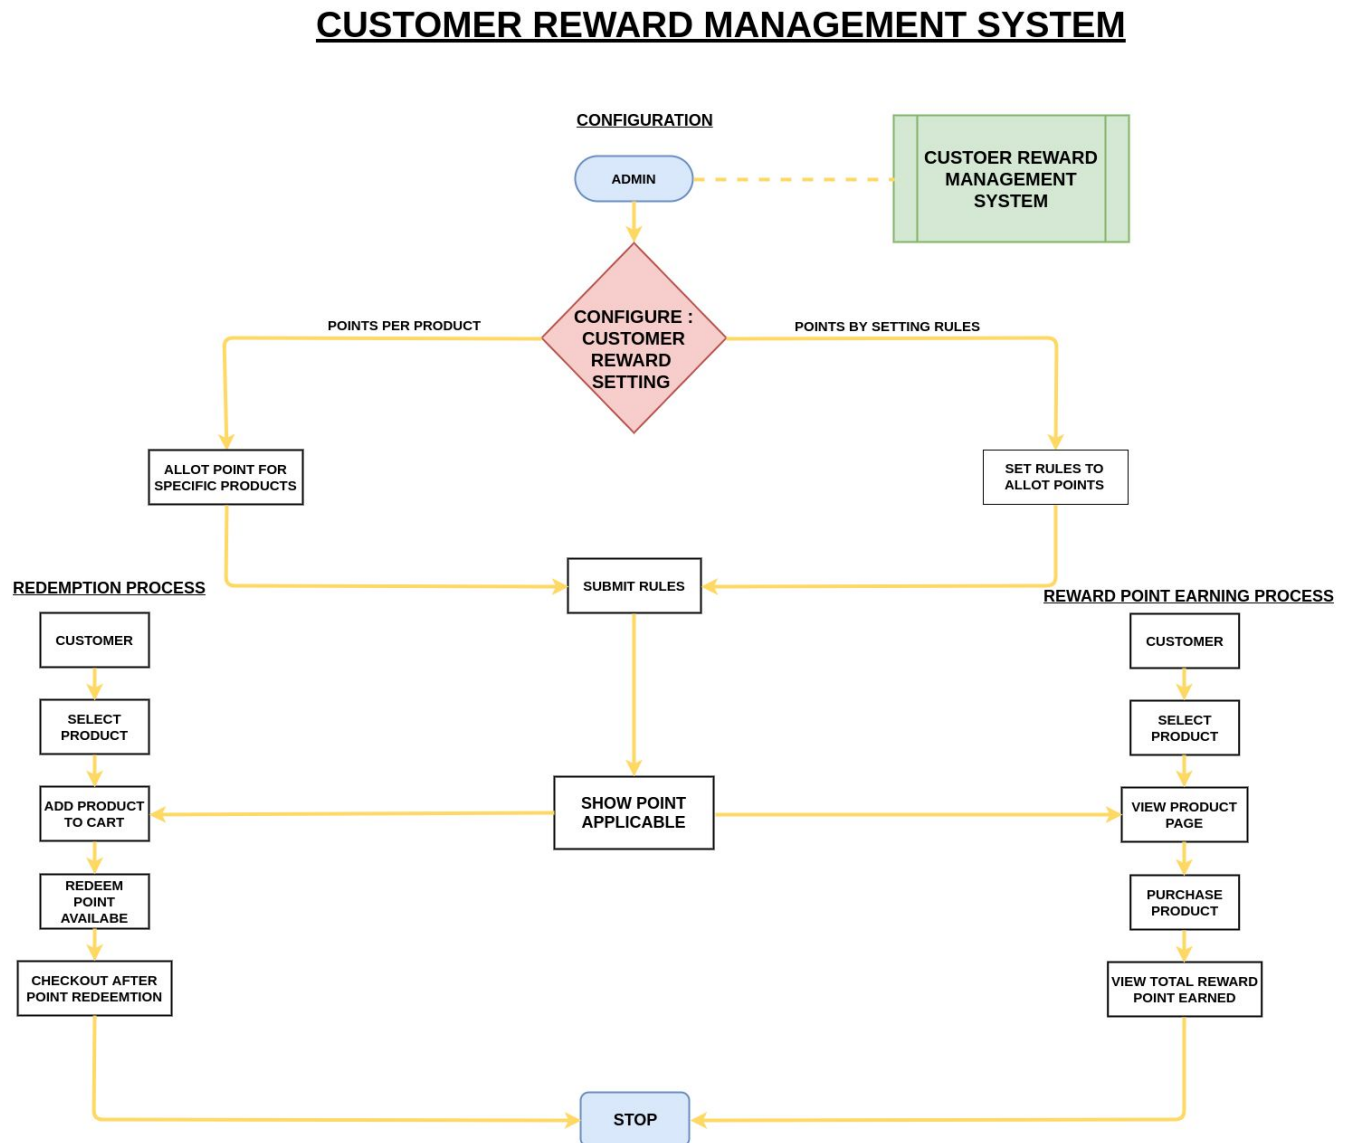 CUSTOMER REWARD MANAGEMENT SYSTEM
CONFIGURATION
ADMIN
CUSTOER REWARD
MANAGEMENT
SYSTEM
CONFIGURE :
CUSTOMER
REWARD
SETTING
POINTS PER PRODUCT
POINTS BY SETTING RULES
ALLOT POINT FOR
SPECIFIC PRODUCTS
SET RULES TO
ALLOT POINTS
SUBMIT RULES
REDEMPTION PROCESS
CUSTOMER
SELECT
PRODUCT
ADD PRODUCT
TO CART
REDEEM
POINT
AVAILABE
CHECKOUT AFTER
POINT REDEEMTION
SHOW POINT
APPLICABLE
REWARD POINT EARNING PROCESS
CUSTOMER
SELECT
PRODUCT
VIEW PRODUCT
PAGE
PURCHASE
PRODUCT
VIEW TOTAL REWARD
POINT EARNED
STOP